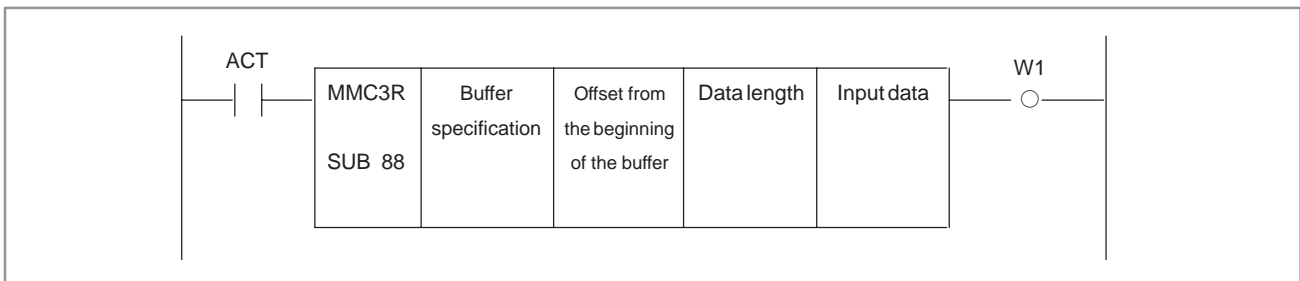 ACT
W1
MMC3R
SUB 88
Buffer
specification
Offset from
the beginning
of the buffer
Data length
Input data